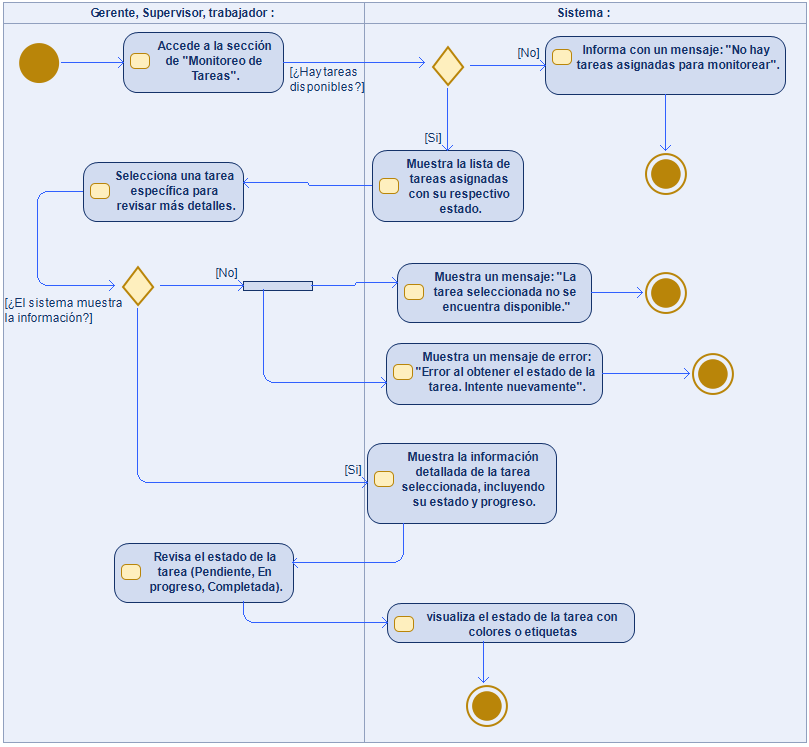 Gerente, Supervisor, trabajador :
Sistema :
Accede a la sección
de "Monitoreo de
Tareas".
[¿Hay tareas
disponibles?]
[No]
Informa con un mensaje: "No hay
tareas asignadas para monitorear".
[Si]
Muestra la lista de
tareas asignadas
con su respectivo
estado.
Selecciona una tarea
específica para
revisar más detalles.
[¿El sistema muestra
la información?]
[No]
Muestra un mensaje: "La
tarea seleccionada no se
encuentra disponible."
Muestra un mensaje de error:
"Error al obtener el estado de la
tarea. Intente nuevamente".
[Si]
Muestra la información
detallada de la tarea
seleccionada, incluyendo
su estado y progreso.
Revisa el estado de la
tarea (Pendiente, En
progreso, Completada).
visualiza el estado de la tarea con
colores o etiquetas